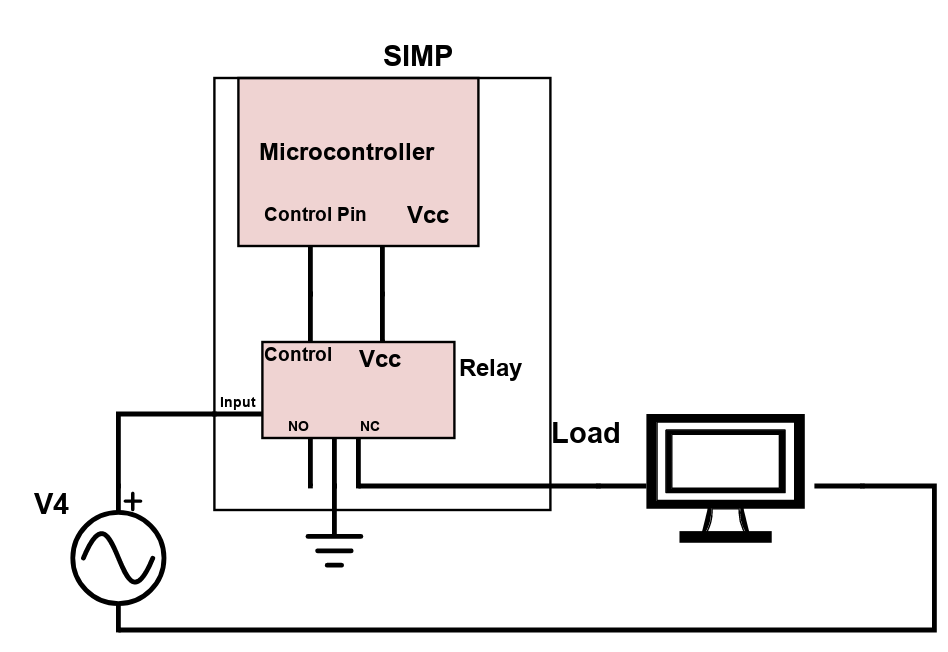 SIMP
Microcontroller
Control Pin Vcc
Control Vcc
Relay
Input
NO NC
Load
V4
+